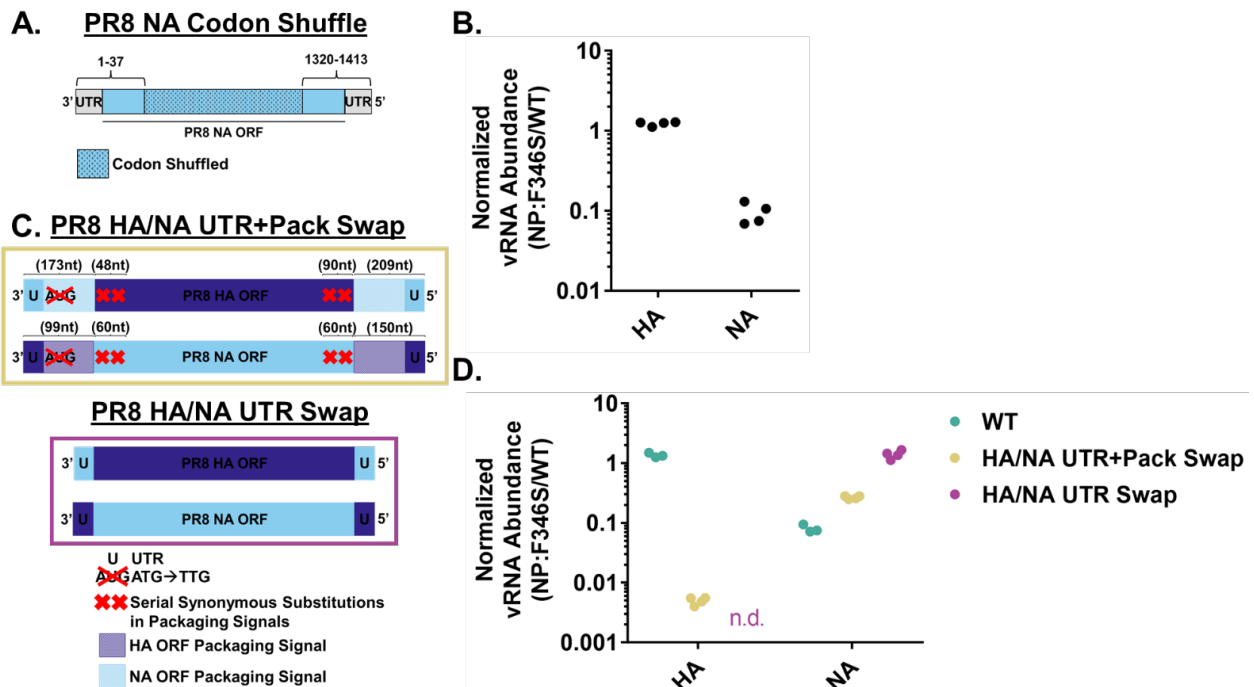 A. PR8 NA Codon Shuffle
1-37
1320-1413
3' UTR UTR 5'
PR8 NA ORF
Codon Shuffled
B.
Normalized
vRNA Abundance
(NP:F346S/WT)
10
1
0.1
0.01
HA
NA
C. PR8 HA/NA UTR+Pack Swap
(173nt) (48nt) (90nt) (209nt)
3' U AUG PR8 HA ORF U 5'
(99nt) (60nt) (60nt) (150nt)
3' U AUG PR8 NA ORF U 5'
PR8 HA/NA UTR Swap
3' U PR8 HA ORF U 5'
3' U PR8 NA ORF U 5'
U UTR
AUG ATG→TTG
Serial Synonymous Substitutions
in Packaging Signals
HA ORF Packaging Signal
NA ORF Packaging Signal
D.
Normalized
vRNA Abundance
(NP:F346S/WT)
10
1
0.1
0.01
0.001
n.d.
HA
NA
WT
HA/NA UTR+Pack Swap
HA/NA UTR Swap